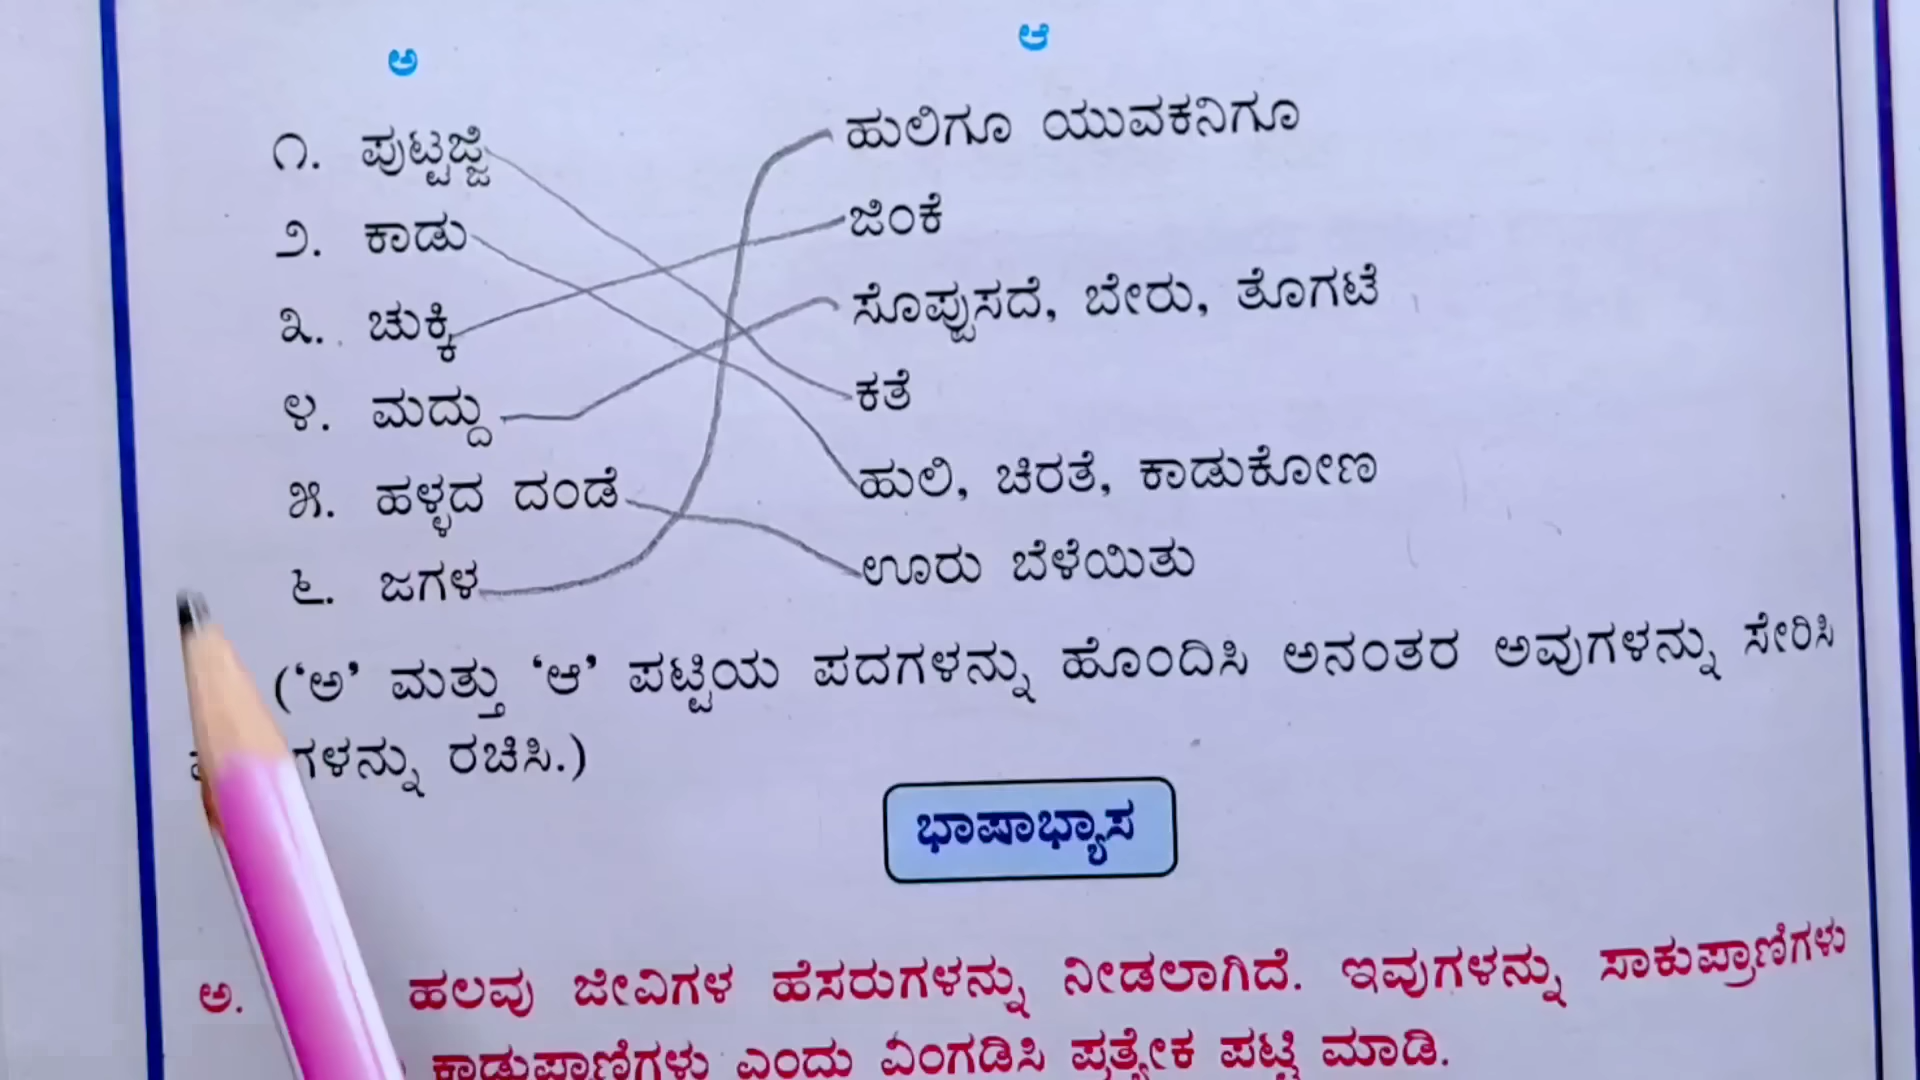 ಅ ಆ
೧. ಪುಟ್ಟಜ್ಜಿ ಹುಲಿಗೂ ಯುವಕನಿಗೂ
೨. ಕಾಡು ಜಿಂಕೆ
೩. ಚುಕ್ಕಿ ಸೊಪ್ಪುಸದೆ, ಬೇರು, ತೊಗಟೆ
೪. ಮದ್ದು ಕತೆ
೫. ಹಳ್ಳದ ದಂಡೆ ಹುಲಿ, ಚಿರತೆ, ಕಾಡುಕೋಣ
೬. ಜಗಳ ಊರು ಬೆಳೆಯಿತು
(‘ಅ’ ಮತ್ತು ‘ಆ’ ಪಟ್ಟಿಯ ಪದಗಳನ್ನು ಹೊಂದಿಸಿ ಅನಂತರ ಅವುಗಳನ್ನು ಸೇರಿಸಿ
ರಚಿಸಿ.)
ಭಾಷಾಭ್ಯಾಸ
ಅ. ಹಲವು ಜೀವಿಗಳ ಹೆಸರುಗಳನ್ನು ನೀಡಲಾಗಿದೆ. ಇವುಗಳನ್ನು ಸಾಕುಪ್ರಾಣಿಗಳು
ಕಾಡುಪ್ರಾಣಿಗಳು ಎಂದು ವಿಂಗಡಿಸಿ ಪ್ರತ್ಯೇಕ ಪಟ್ಟಿ ಮಾಡಿ.